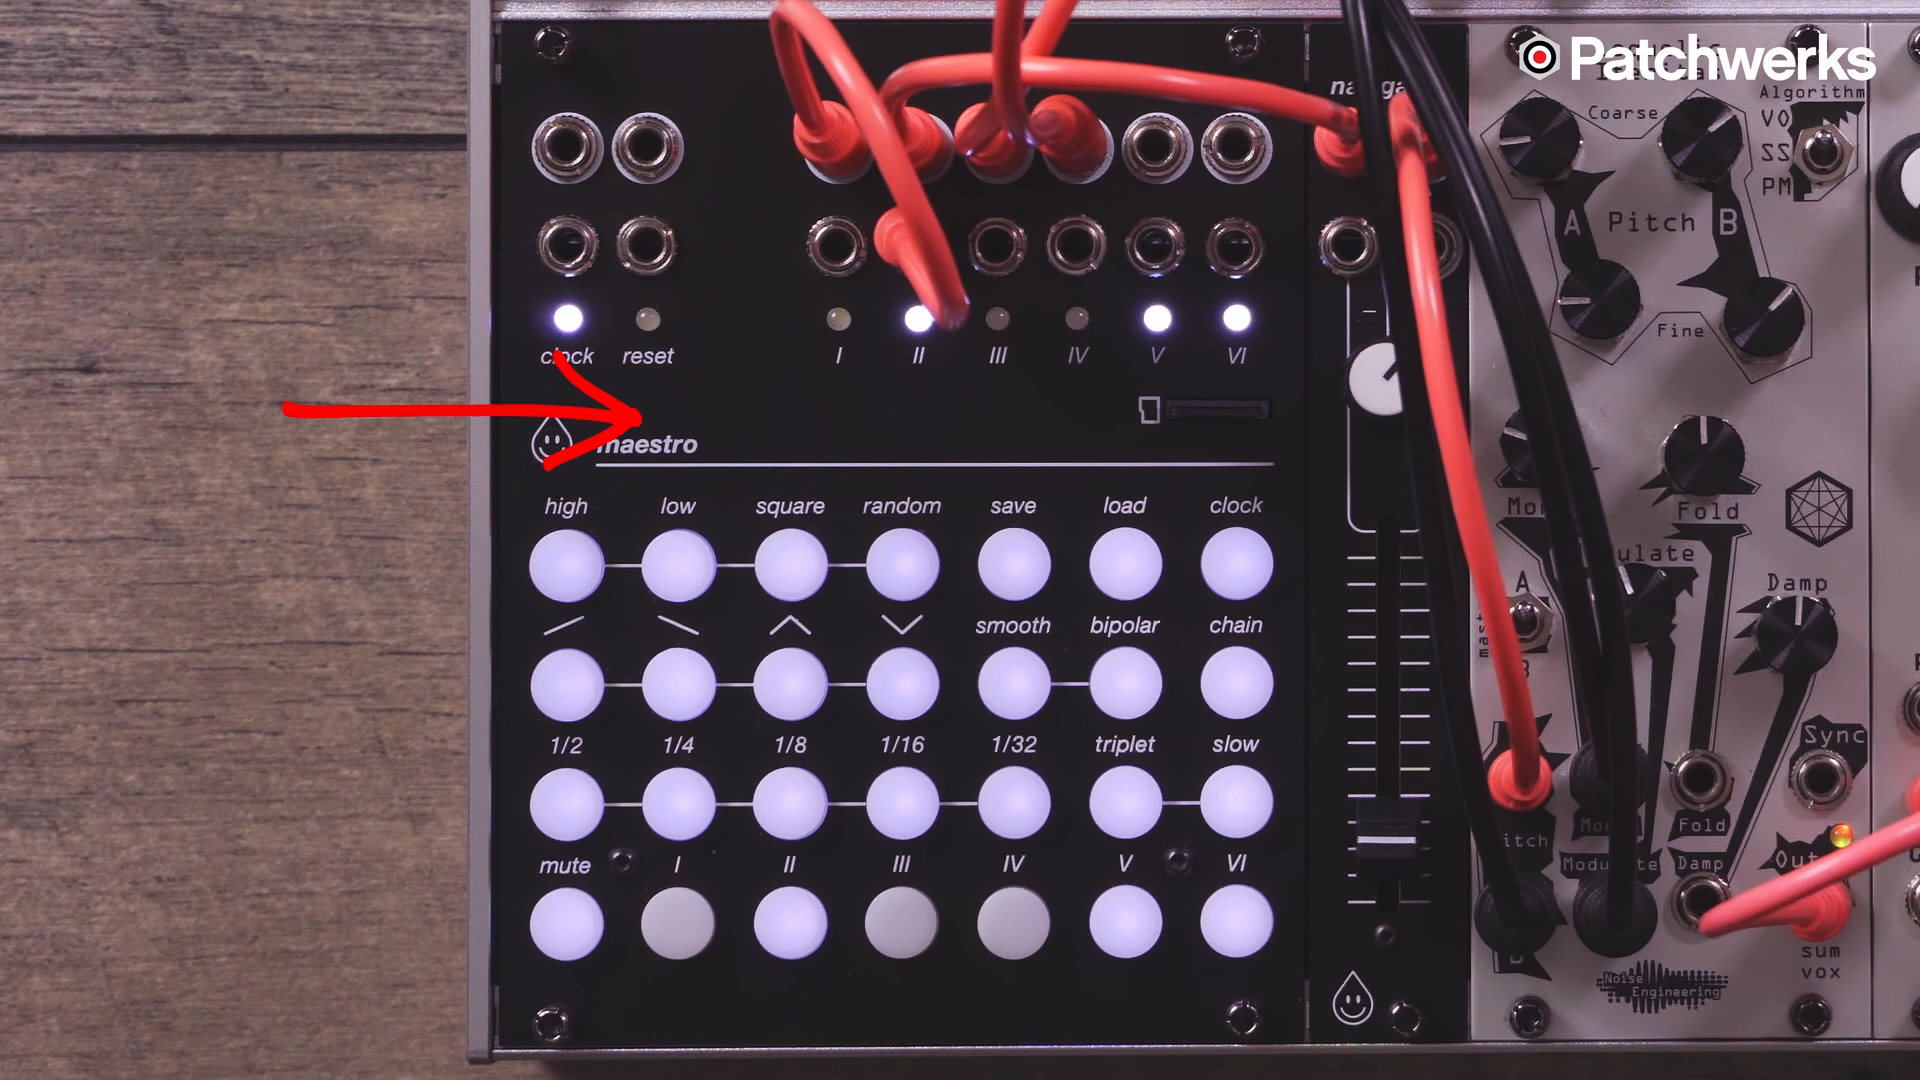 Patchwerks
Algorithm
Coarse
VO
SS
PM
A Pitch B
Fine
clock reset I II III IV V VI
maestro
high low square random save load clock
Fold
A
Damp
smooth bipolar chain
1/2 1/4 1/8 1/16 1/32 triplet slow
Sync
Fold
mute I II III IV V VI
Damp
sum
vox
Noise
Engineering